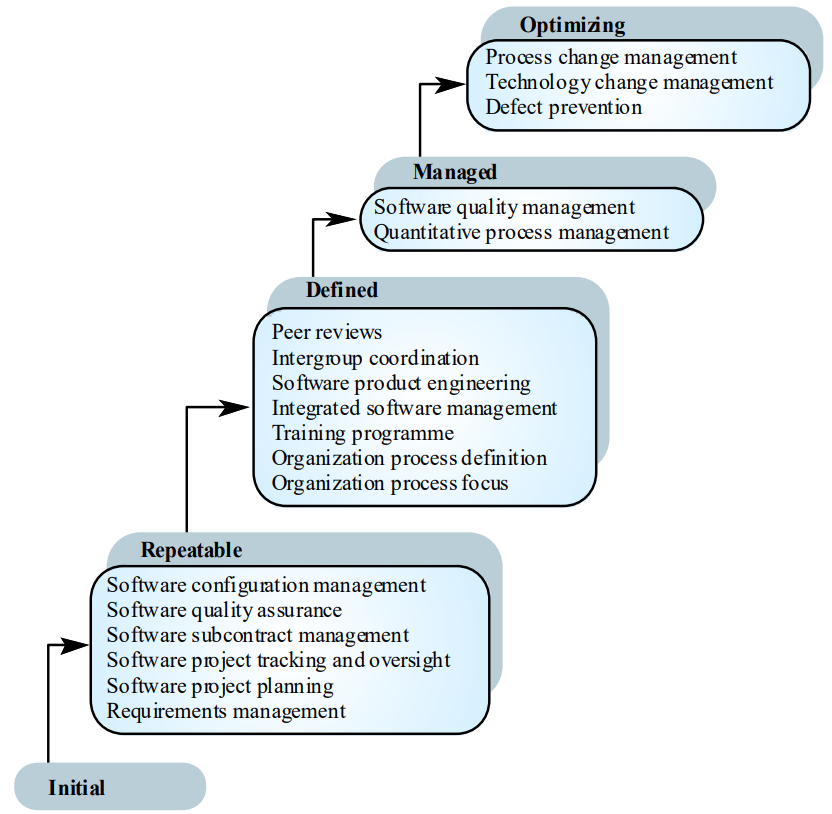 Optimizing
Process change management
Technology change management
Defect prevention
Managed
Software quality management
Quantitative process management
Defined
Peer reviews
Intergroup coordination
Software product engineering
Integrated software management
Training programme
Organization process definition
Organization process focus
Repeatable
Software configuration management
Software quality assurance
Software subcontract management
Software project tracking and oversight
Software project planning
Requirements management
Initial